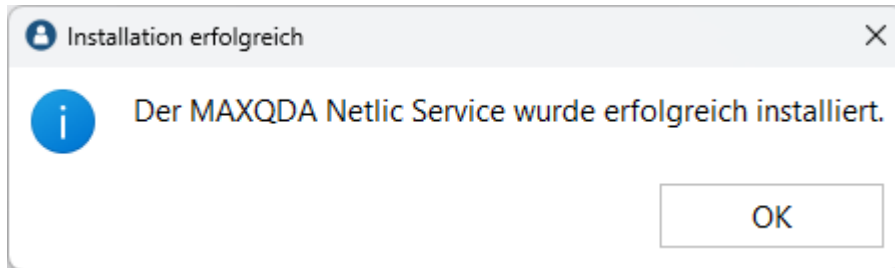 Installation erfolgreich
Der MAXQDA Netlic Service wurde erfolgreich installiert.
OK